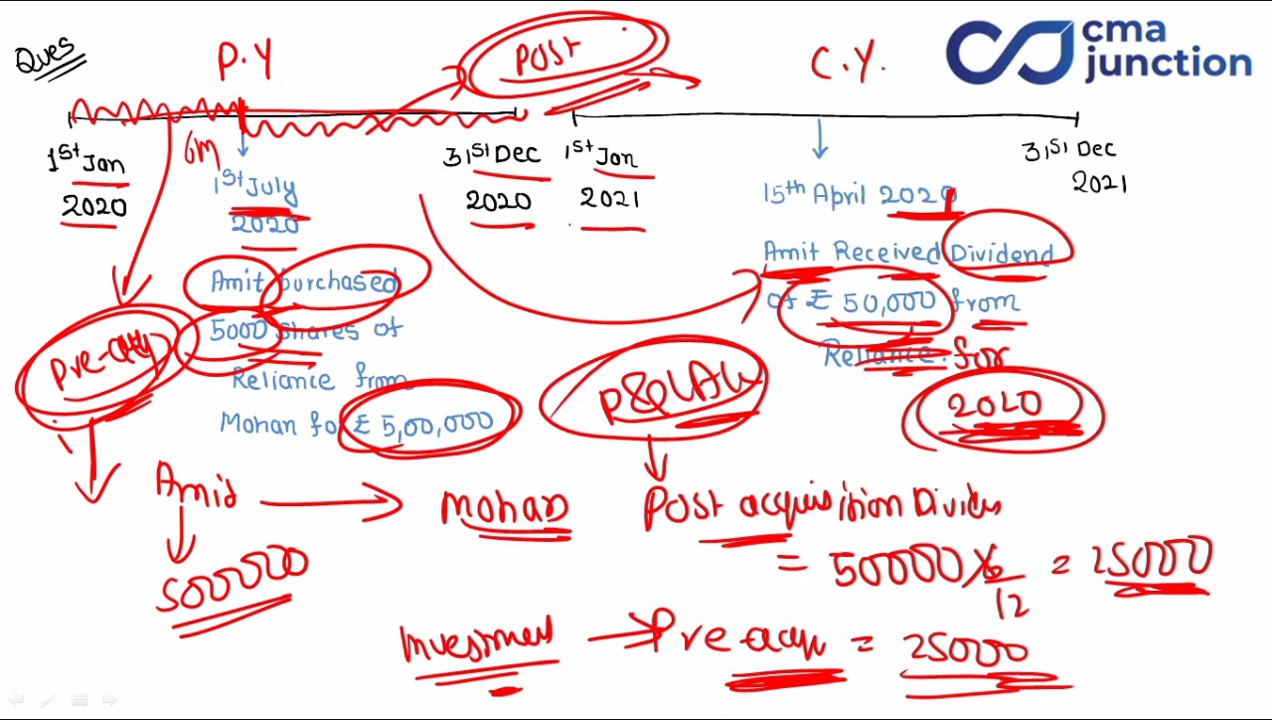 Ques
P.Y
POST
C.Y.
cma
junction
1st Jan
2020
6m
1st July
2020
31st Dec
2020
1st Jan
2021
15th April 2021
31st Dec
2021
Amit purchased
5000 shares of
Reliance from
Mohan for ₤ 5,00,000
Amit Received Dividend
of ₤ 50,000 from
Reliance for
2020
Pre-acq
Amit → Mohan
500000
Post acquisition
= 50000 x 6/12 = 25000
Investment → Pre acqu = 25000